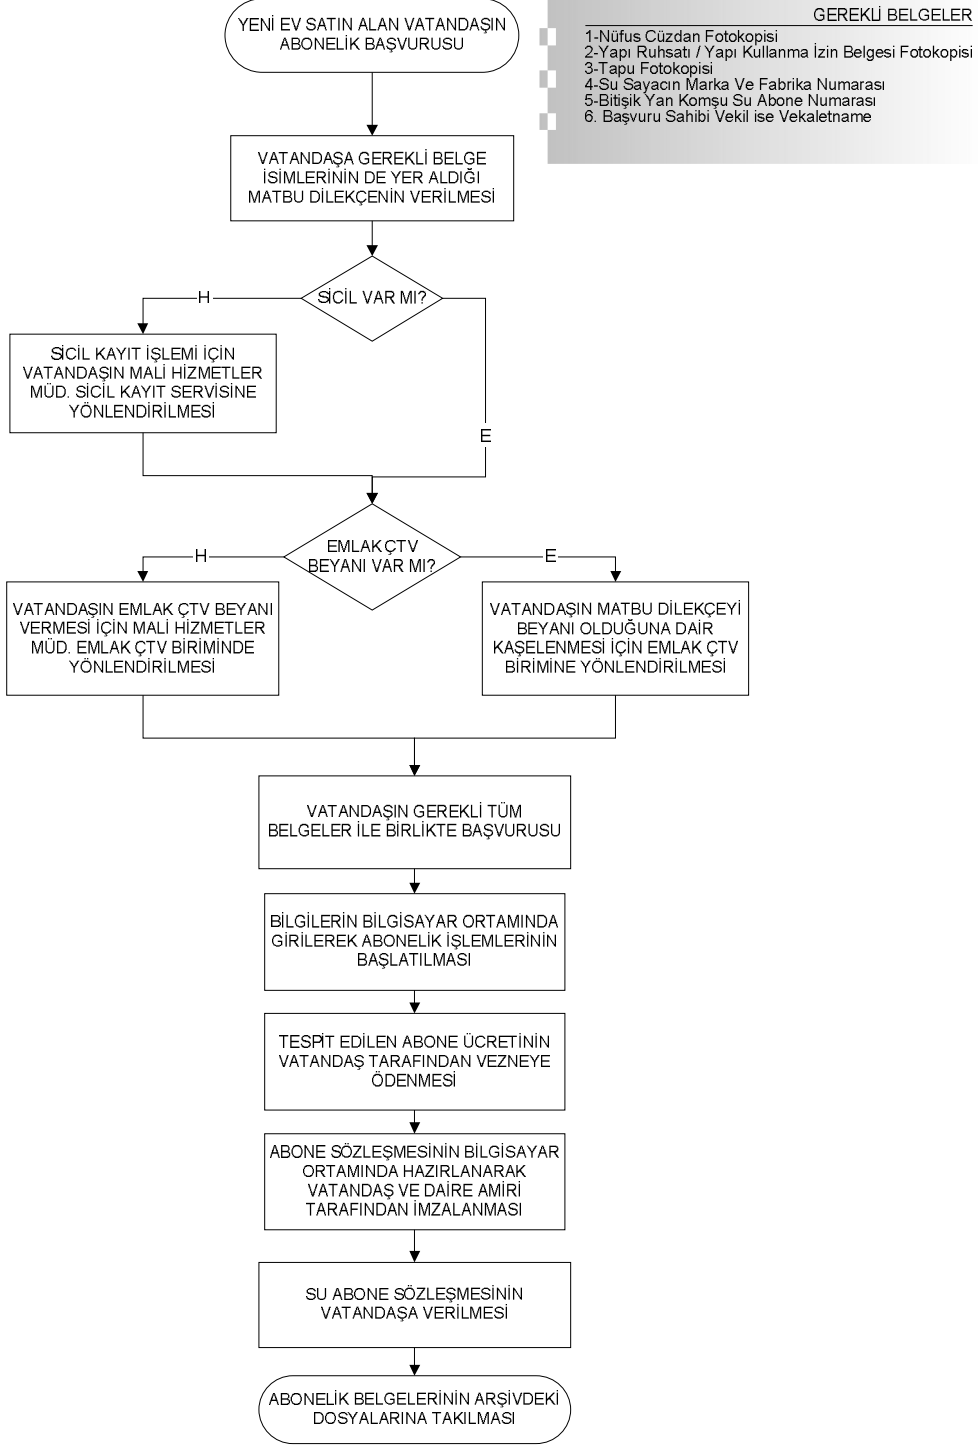 YENİ EV SATIN ALAN VATANDAŞIN
ABONELİK BAŞVURUSU
GEREKLİ BELGELER
1-Nüfus Cüzdan Fotokopisi
2-Yapı Ruhsatı / Yapı Kullanma İzin Belgesi Fotokopisi
3-Tapu Fotokopisi
4-Su Sayacın Marka Ve Fabrika Numarası
5-Bitişik Yan Komşu Su Abone Numarası
6. Başvuru Sahibi Vekil ise Vekaletname
VATANDAŞA GEREKLİ BELGE
İSİMLERİNİN DE YER ALDIĞI
MATBU DİLEKÇENİN VERİLMESİ
SİCİL VAR MI?
H
SİCİL KAYIT İŞLEMİ İÇİN
VATANDAŞIN MALİ HİZMETLER
MÜD. SİCİL KAYIT SERVİSİNE
YÖNLENDİRİLMESİ
E
EMLAK ÇTV
BEYANI VAR MI?
H
E
VATANDAŞIN EMLAK ÇTV BEYANI
VERMESİ İÇİN MALİ HİZMETLER
MÜD. EMLAK ÇTV BİRİMİNDE
YÖNLENDİRİLMESİ
VATANDAŞIN MATBU DİLEKÇEYİ
BEYANI OLDUĞUNA DAİR
KAŞELENMESİ İÇİN EMLAK ÇTV
BİRİMİNE YÖNLENDİRİLMESİ
VATANDAŞIN GEREKLİ TÜM
BELGELER İLE BİRLİKTE BAŞVURUSU
BİLGİLERİN BİLGİSAYAR ORTAMINDA
GİRİLEREK ABONELİK İŞLEMLERİNİN
BAŞLATILMASI
TESPİT EDİLEN ABONE ÜCRETİNİN
VATANDAŞ TARAFINDAN VEZNEYE
ÖDENMESİ
ABONE SÖZLEŞMESİNİN BİLGİSAYAR
ORTAMINDA HAZIRLANARAK
VATANDAŞ VE DAİRE AMİRİ
TARAFINDAN İMZALANMASI
SU ABONE SÖZLEŞMESİNİN
VATANDAŞA VERİLMESİ
ABONELİK BELGELERİNİN ARŞİVDEKİ
DOSYALARINA TAKILMASI